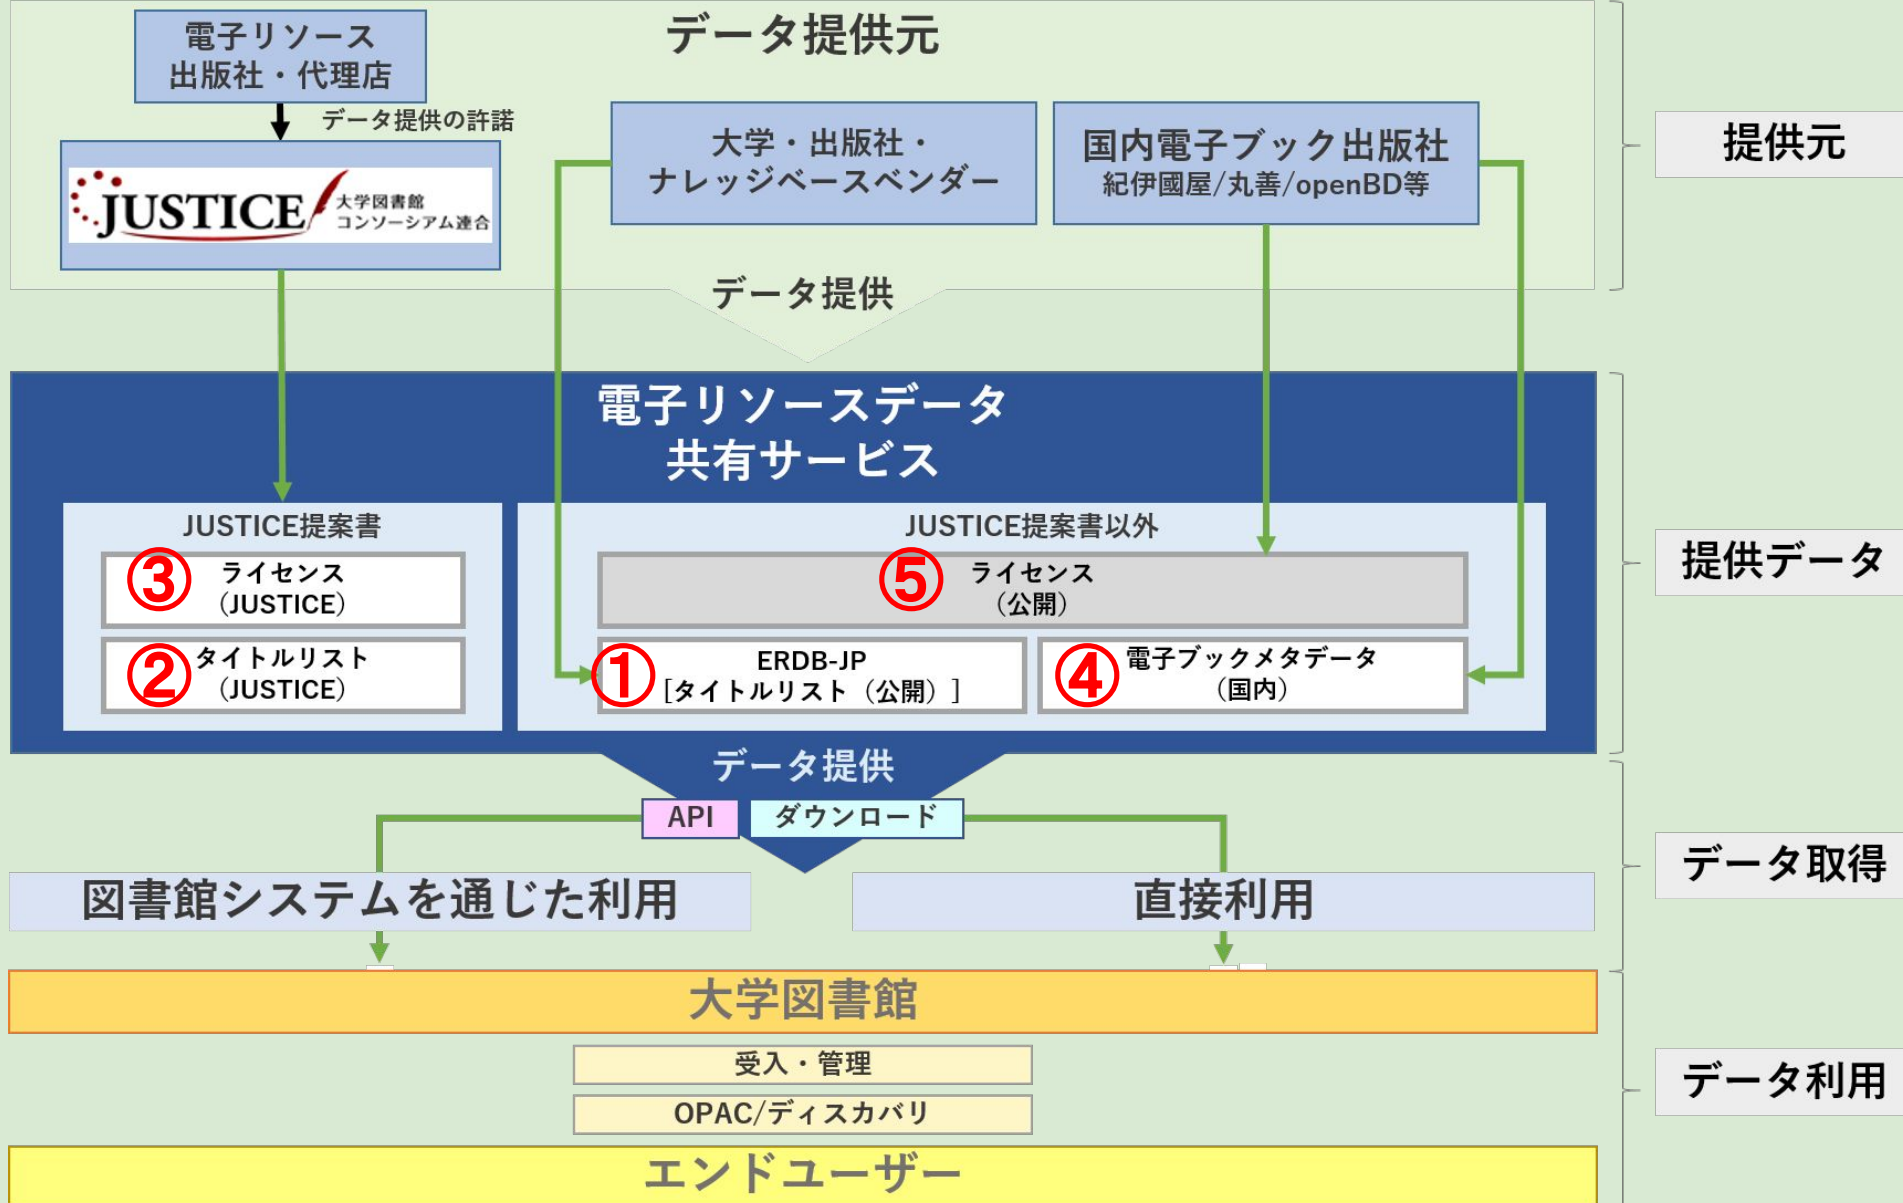 データ提供元
電子リソース
出版社・代理店
データ提供の許諾
JUSTICE
大学図書館
コンソーシアム連合
大学・出版社・
ナレッジベースベンダー
国内電子ブック出版社
紀伊國屋/丸善/openBD等
提供元
データ提供
電子リソースデータ
共有サービス
JUSTICE提案書
③ ライセンス
（JUSTICE）
② タイトルリスト
（JUSTICE）
JUSTICE提案書以外
⑤ ライセンス
（公開）
① ERDB-JP
[タイトルリスト（公開）]
④ 電子ブックメタデータ
（国内）
提供データ
データ提供
API
ダウンロード
データ取得
図書館システムを通じた利用
直接利用
大学図書館
受入・管理
OPAC/ディスカバリ
データ利用
エンドユーザー